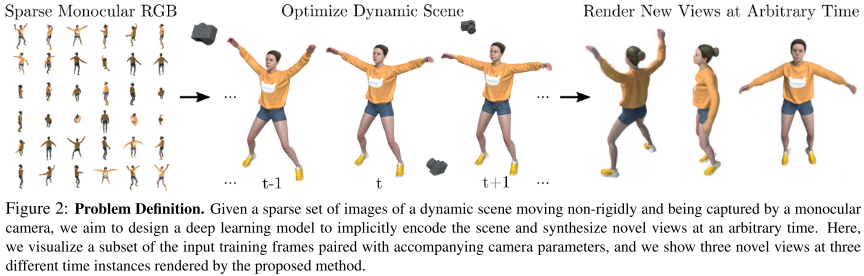 Sparse Monocular RGB
Optimize Dynamic Scene
Render New Views at Arbitrary Time
... ...
... t-1 t t+1 ...
Figure 2: Problem Definition. Given a sparse set of images of a dynamic scene moving non-rigidly and being captured by a monocular
camera, we aim to design a deep learning model to implicitly encode the scene and synthesize novel views at an arbitrary time. Here,
we visualize a subset of the input training frames paired with accompanying camera parameters, and we show three novel views at three
different time instances rendered by the proposed method.